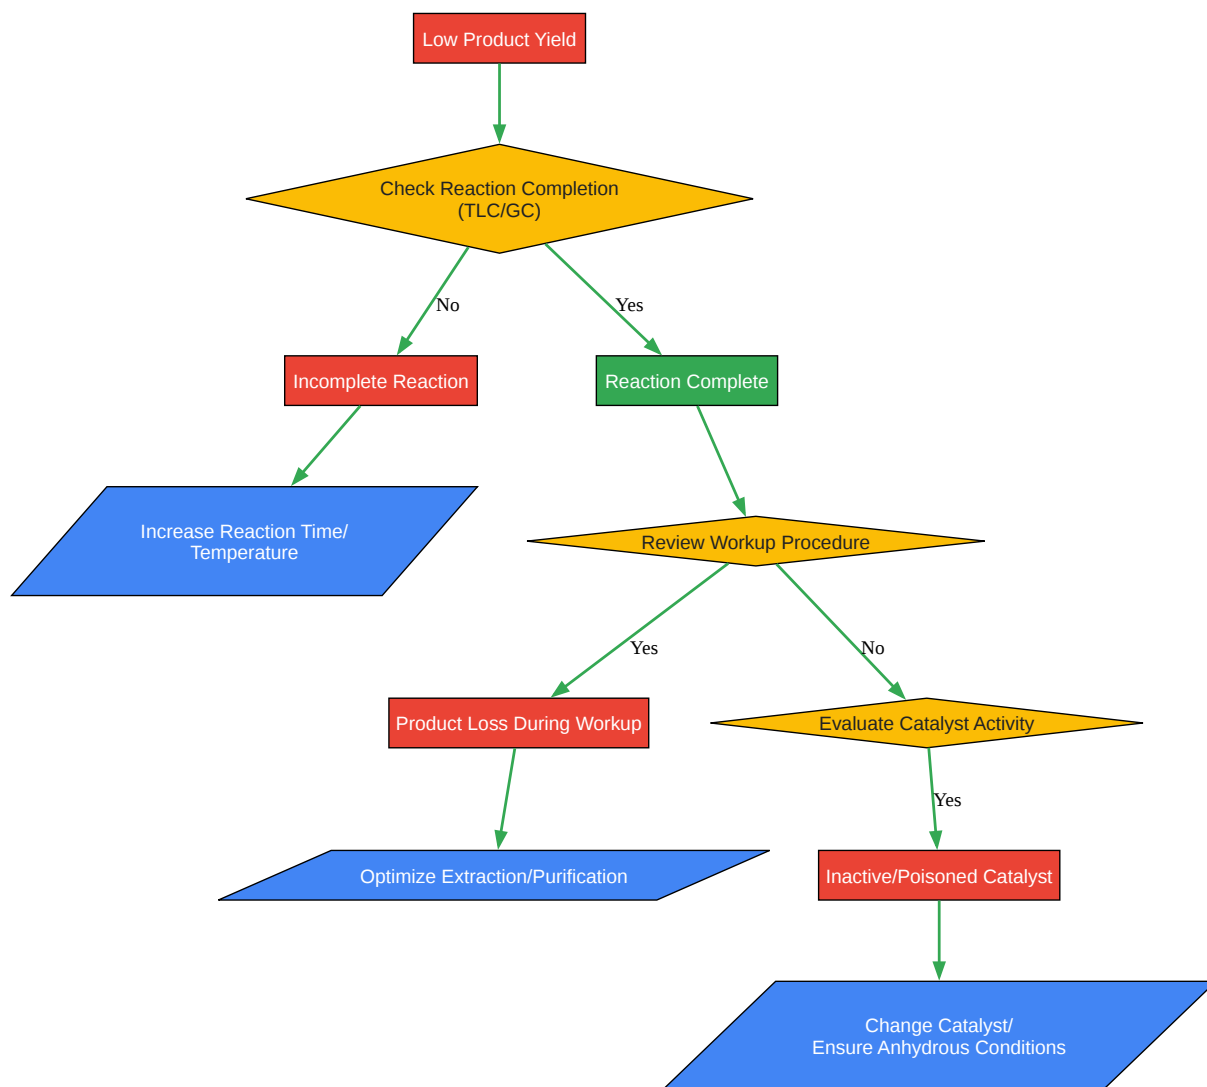 Low Product Yield
Check Reaction Completion
(TLC/GC)
No
Yes
Incomplete Reaction
Reaction Complete
Increase Reaction Time/
Temperature
Review Workup Procedure
Yes
No
Product Loss During Workup
Evaluate Catalyst Activity
Yes
Optimize Extraction/Purification
Inactive/Poisoned Catalyst
Change Catalyst/
Ensure Anhydrous Conditions